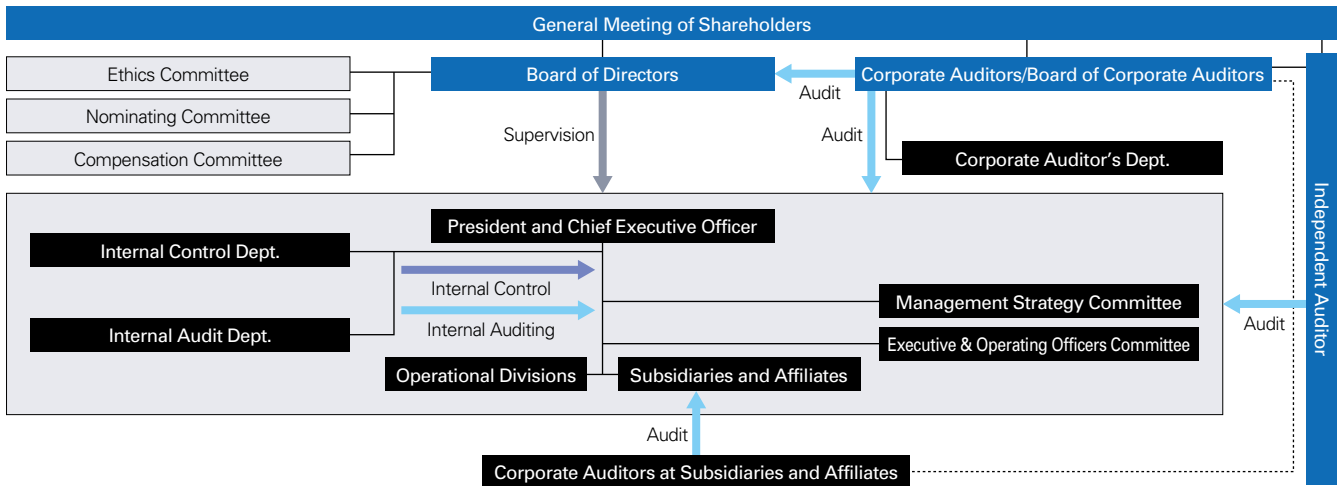 General Meeting of Shareholders
Ethics Committee
Board of Directors
Corporate Auditors/Board of Corporate Auditors
Audit
Nominating Committee
Supervision
Audit
Compensation Committee
Corporate Auditor's Dept.
Independent Auditor
President and Chief Executive Officer
Internal Control Dept.
Internal Control
Management Strategy Committee
Audit
Internal Audit Dept.
Internal Auditing
Executive & Operating Officers Committee
Operational Divisions
Subsidiaries and Affiliates
Audit
Corporate Auditors at Subsidiaries and Affiliates